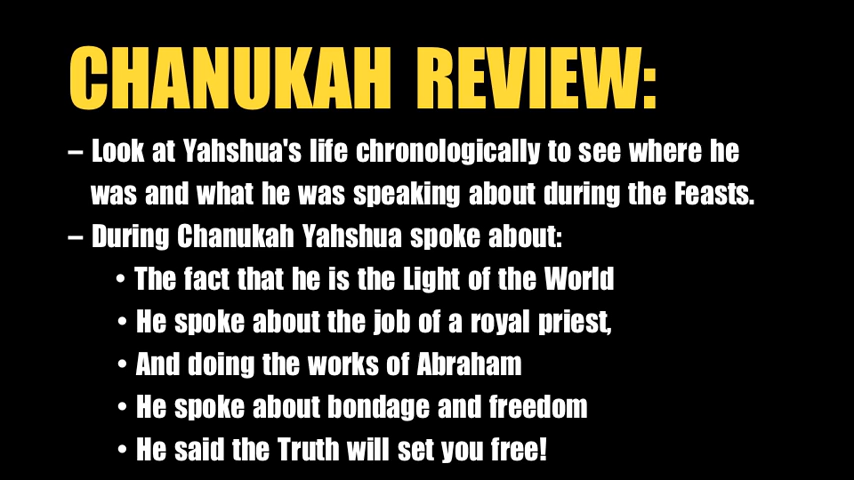 CHANUKAH REVIEW:
– Look at Yahshua's life chronologically to see where he
was and what he was speaking about during the Feasts.
– During Chanukah Yahshua spoke about:
• The fact that he is the Light of the World
• He spoke about the job of a royal priest,
• And doing the works of Abraham
• He spoke about bondage and freedom
• He said the Truth will set you free!